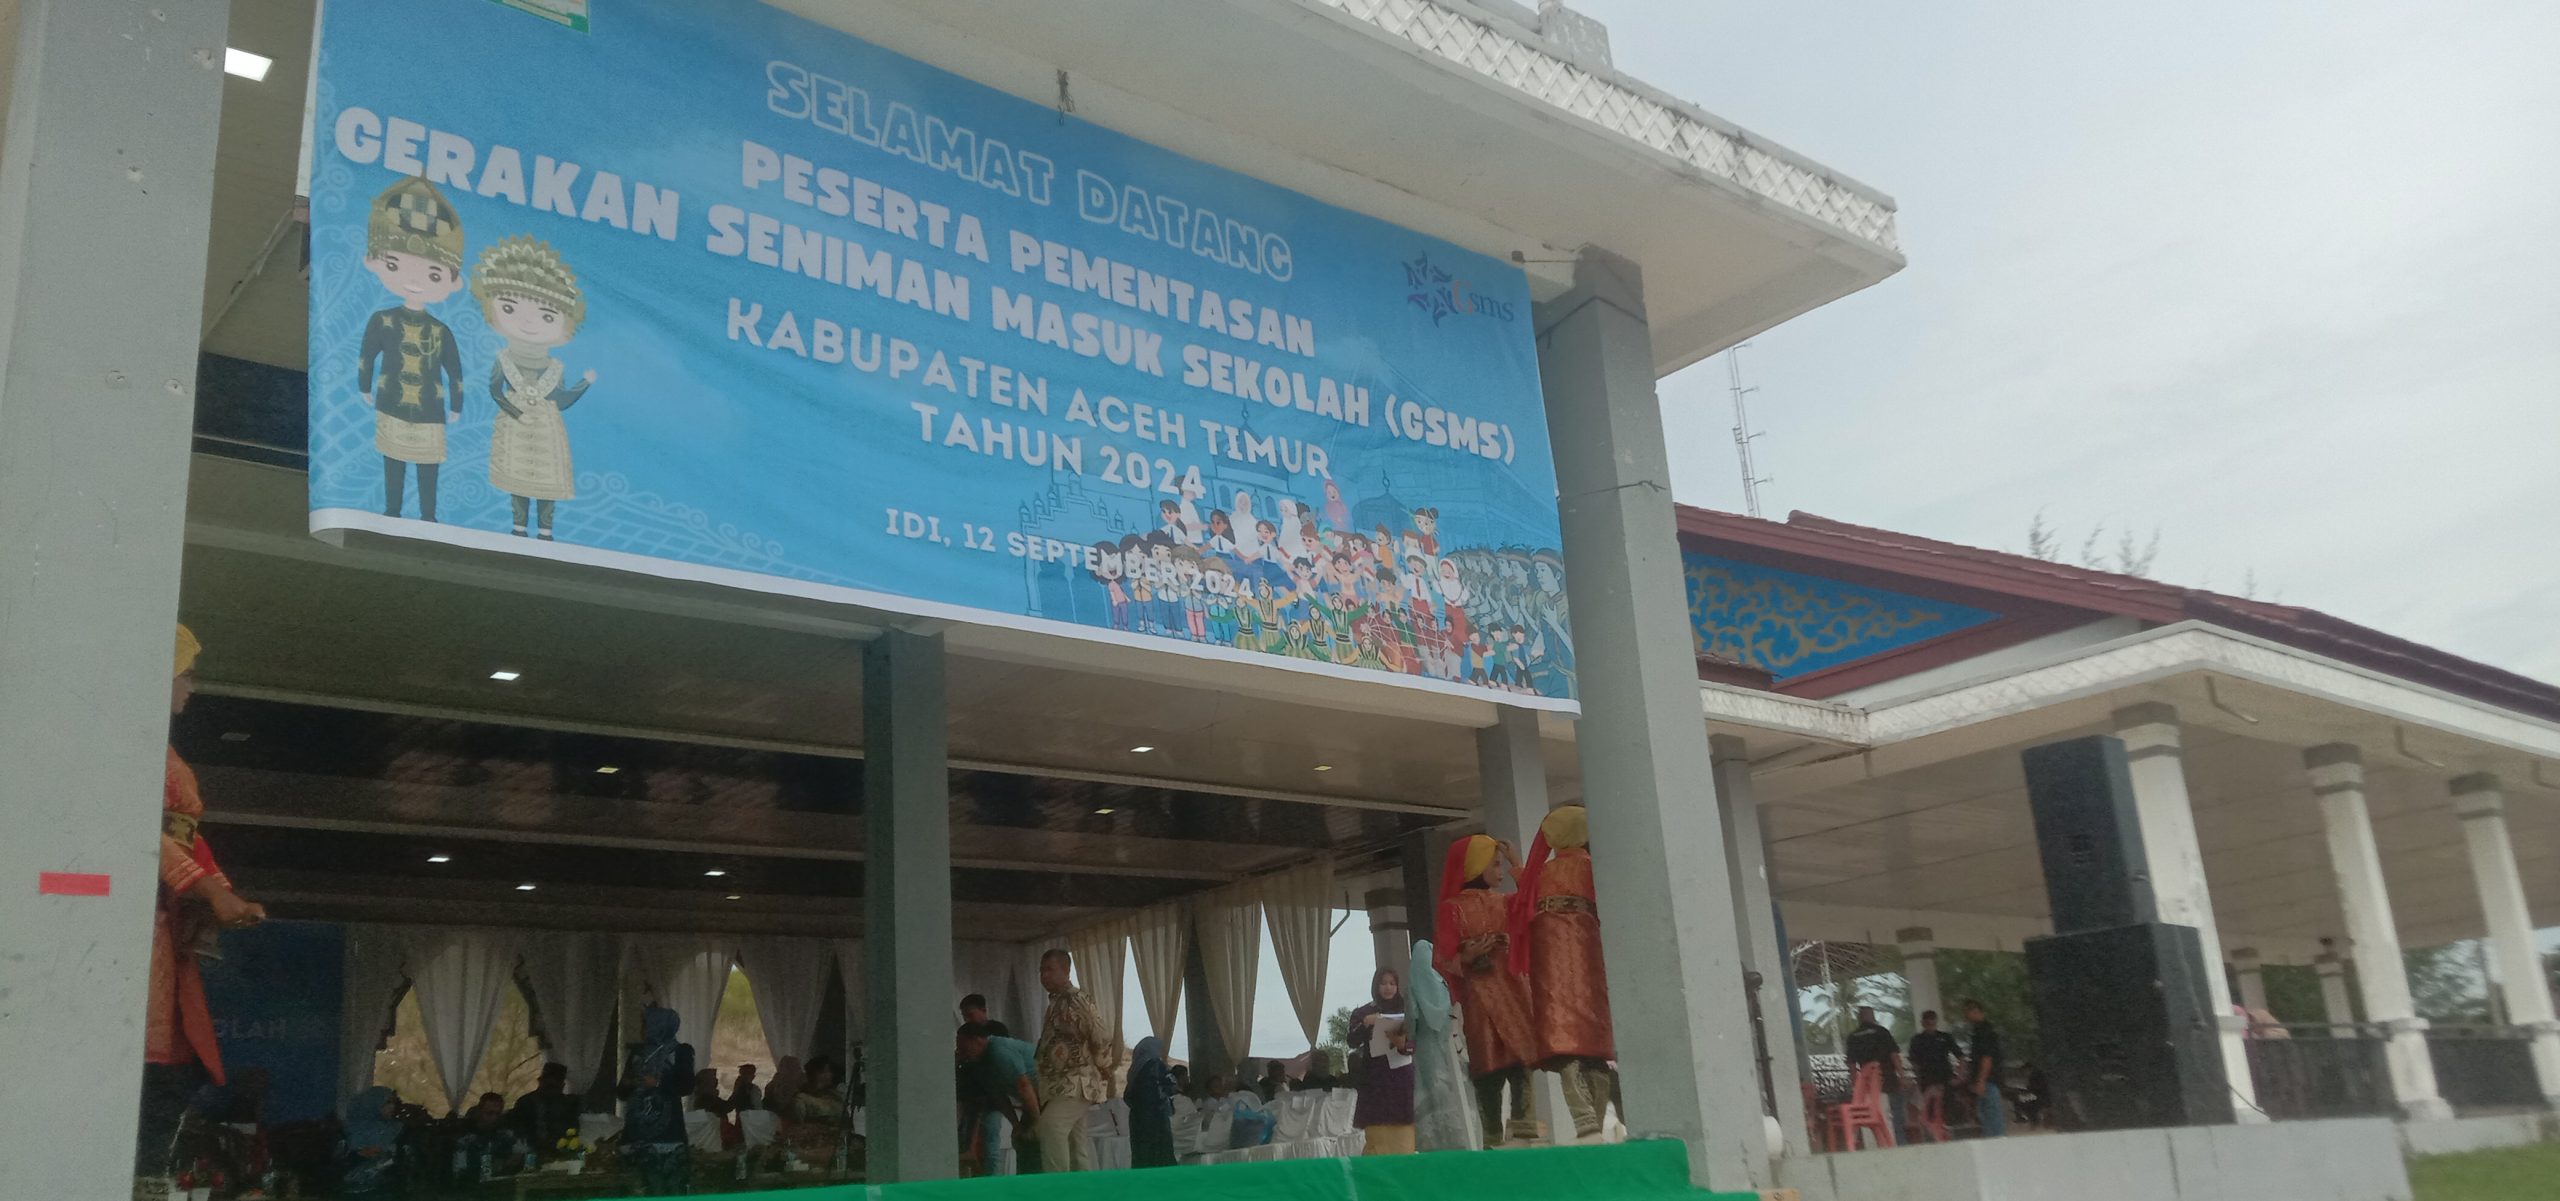 SELAMAT DATANG
PESERTA PEMENTASAN
GERAKAN SENIMAN MASUK SEKOLAH (GSMS)
KABUPATEN ACEH TIMUR
TAHUN 2024
IDI, 12 SEPTEMBER 2024
Gsms
OLAH